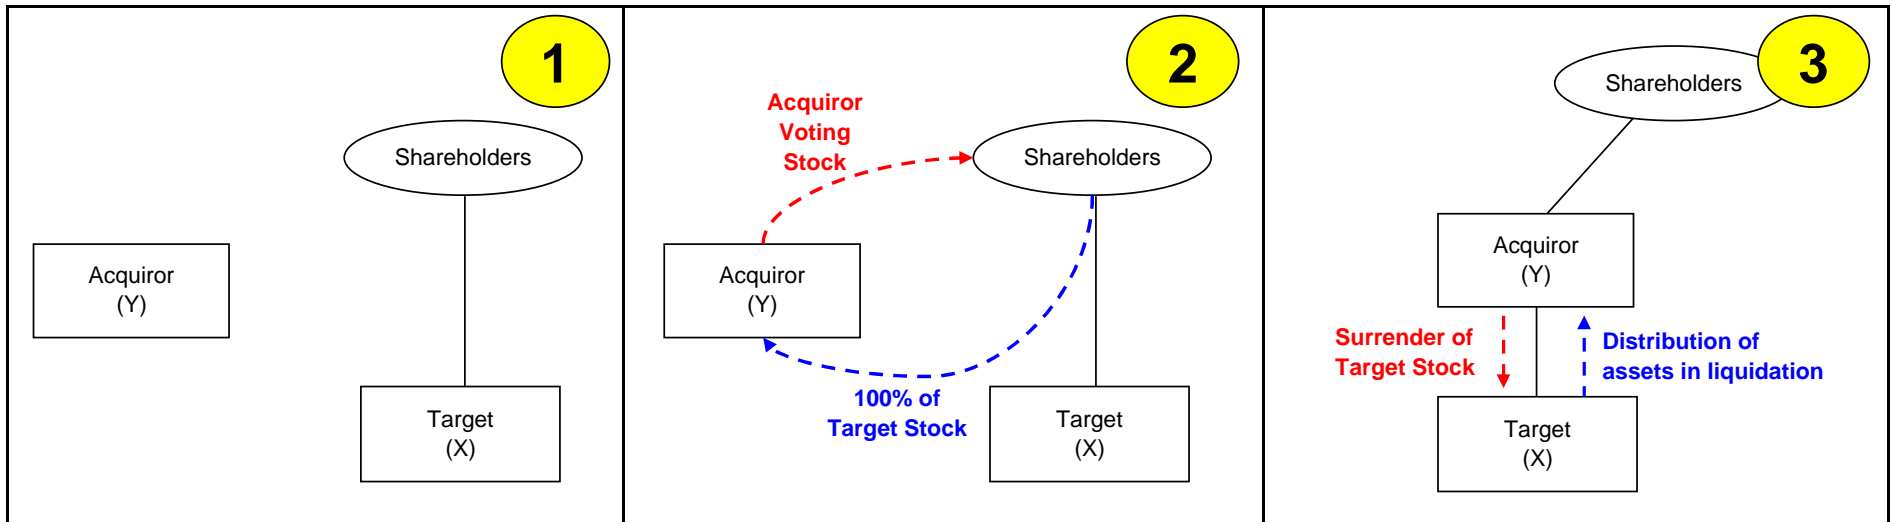 1
Shareholders
Acquiror
(Y)
Target
(X)
2
Acquiror
Voting
Stock
Shareholders
Acquiror
(Y)
100% of
Target Stock
Target
(X)
3
Shareholders
Acquiror
(Y)
Surrender of
Target Stock
Distribution of
assets in liquidation
Target
(X)